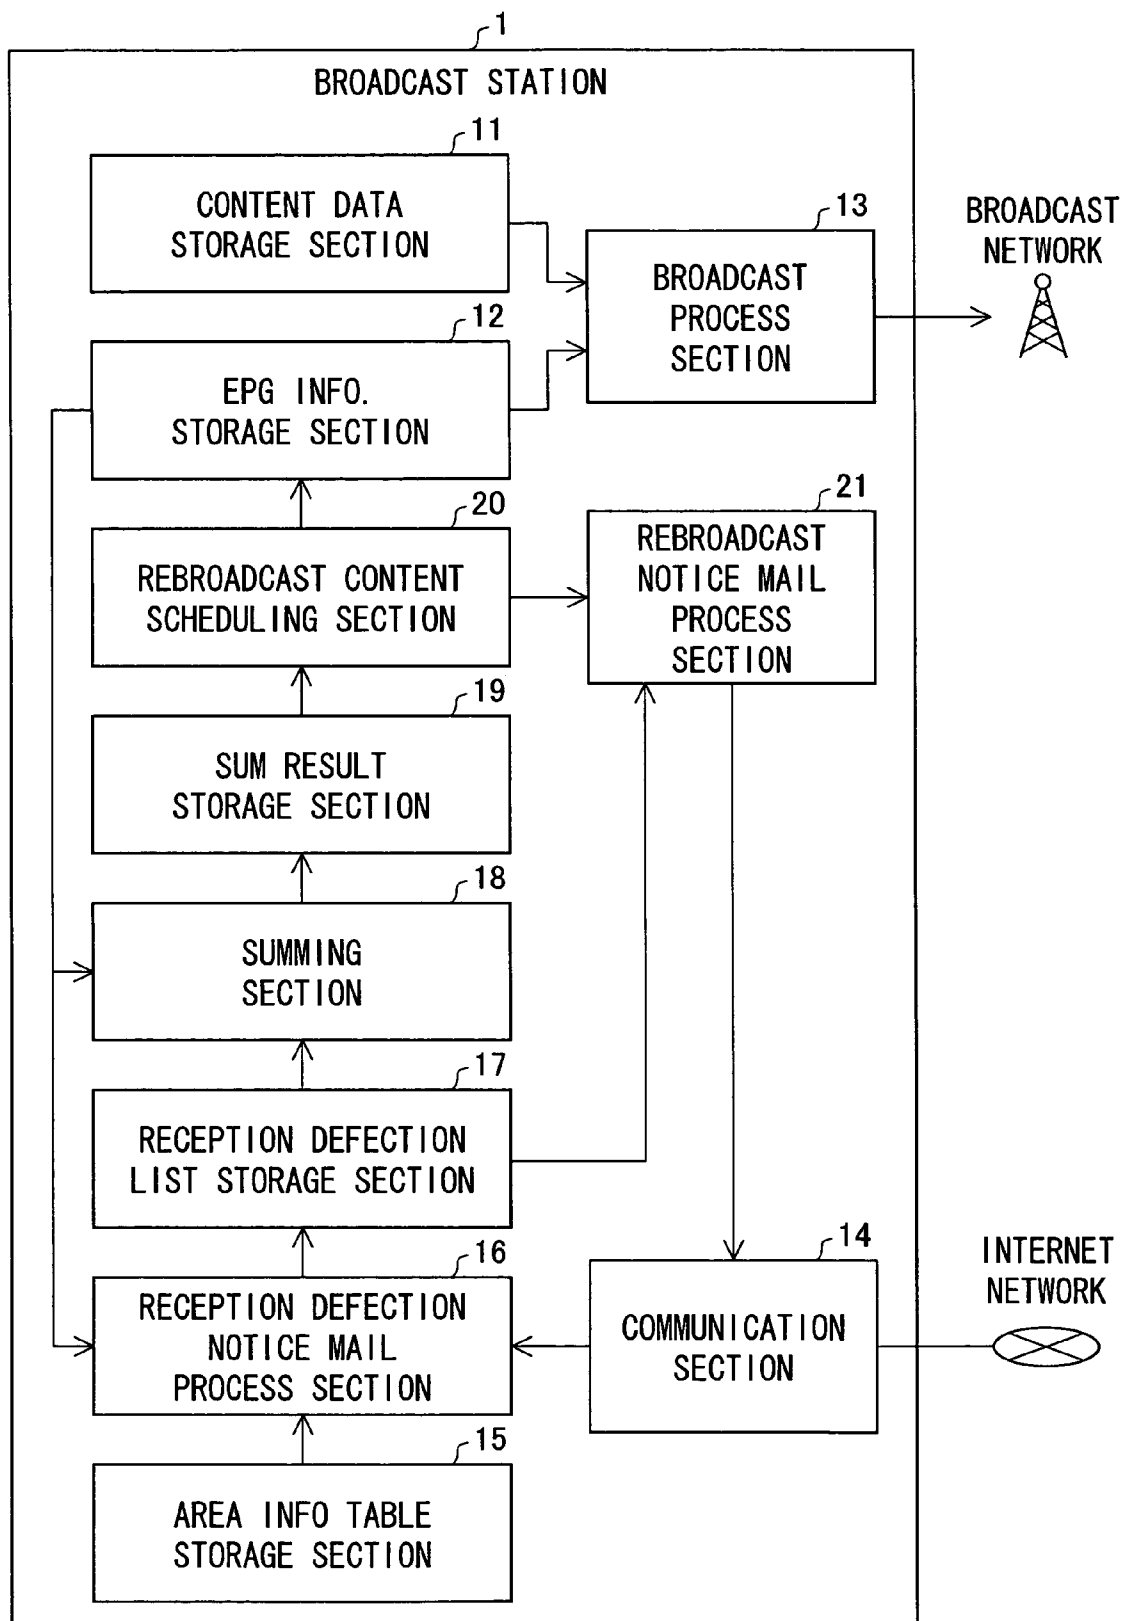 1
BROADCAST STATION
11
CONTENT DATA
STORAGE SECTION
13
BROADCAST
PROCESS
SECTION
BROADCAST
NETWORK
12
EPG INFO.
STORAGE SECTION
20
REBROADCAST CONTENT
SCHEDULING SECTION
21
REBROADCAST
NOTICE MAIL
PROCESS
SECTION
19
SUM RESULT
STORAGE SECTION
18
SUMMING
SECTION
17
RECEPTION DEFECTION
LIST STORAGE SECTION
16
RECEPTION DEFECTION
NOTICE MAIL
PROCESS SECTION
14
COMMUNICATION
SECTION
INTERNET
NETWORK
15
AREA INFO TABLE
STORAGE SECTION